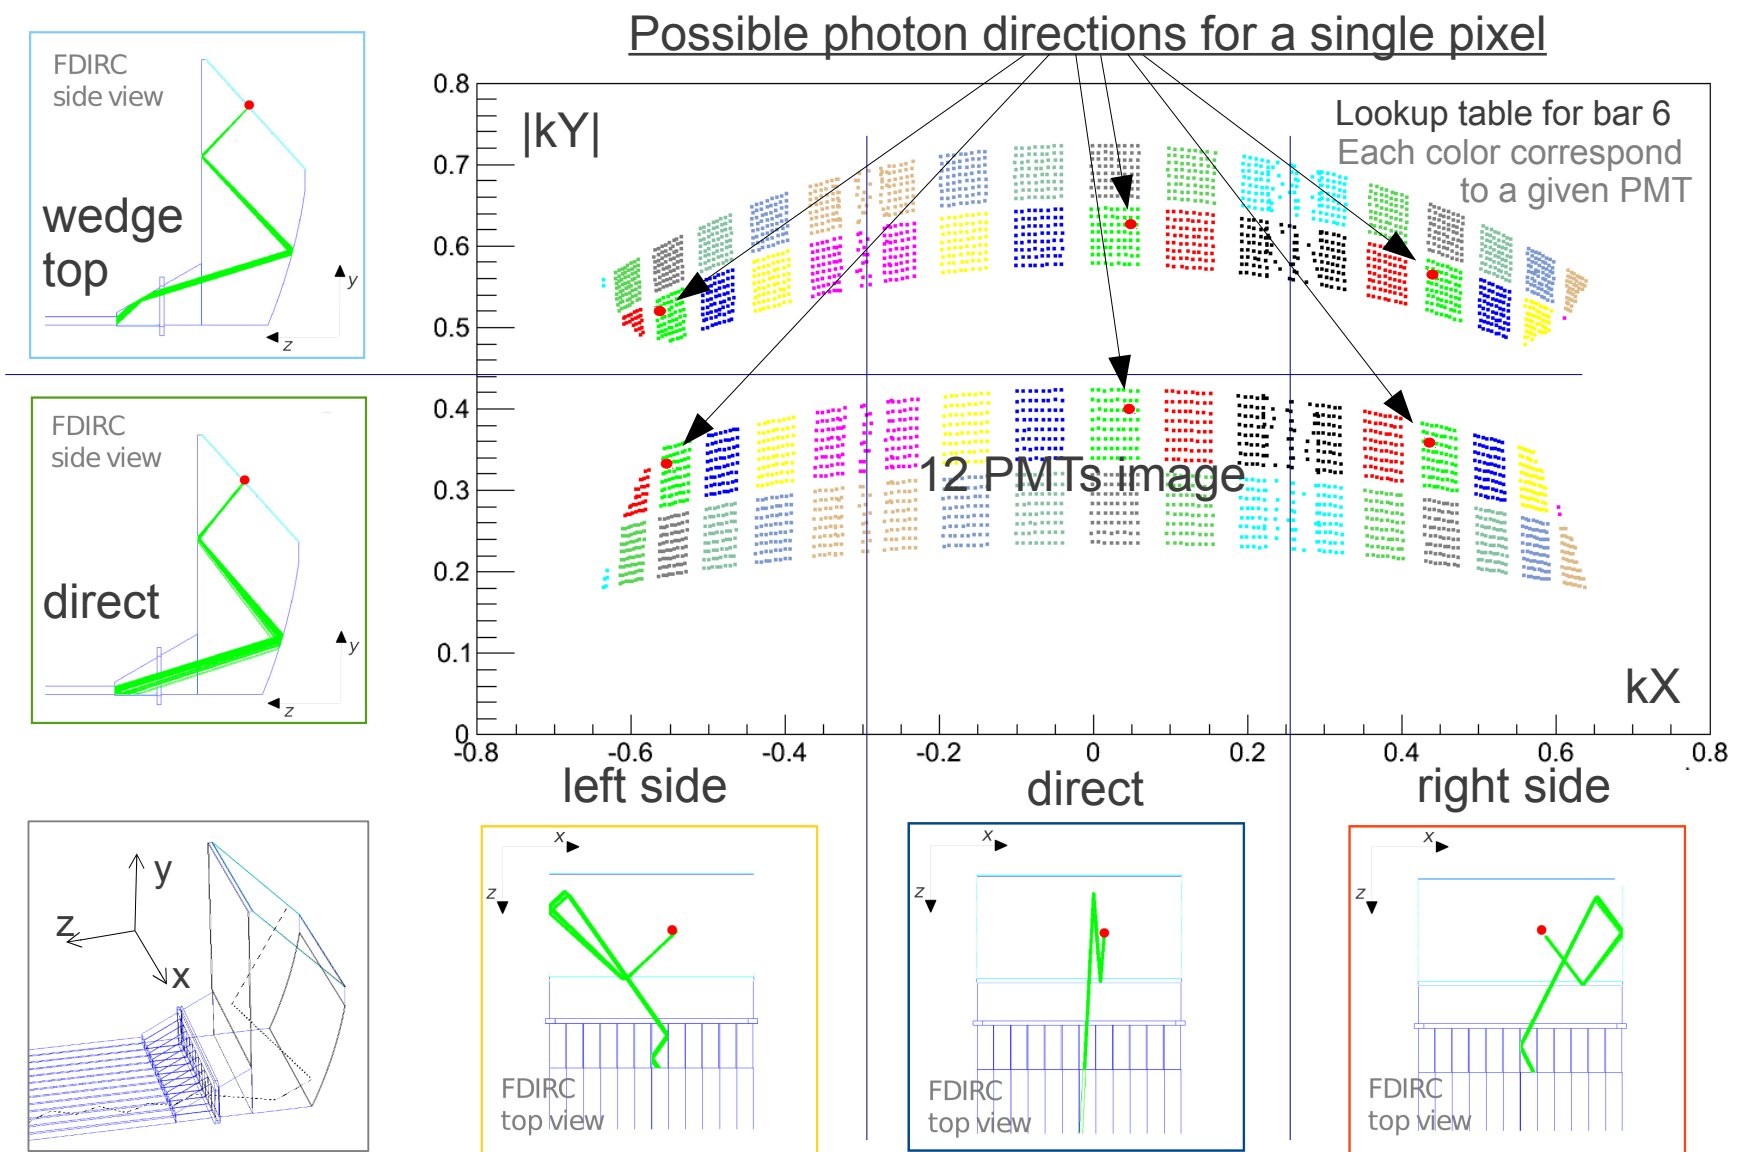 Possible photon directions for a single pixel
FDIRC
side view
wedge
top
y
z
0.8
0.7
0.6
0.5
0.4
0.3
0.2
0.1
0
|kY|
Lookup table for bar 6
Each color correspond
to a given PMT
12 PMTs image
kX
-0.8
-0.6
-0.4
-0.2
0
0.2
0.4
0.6
0.8
FDIRC
side view
direct
y
z
left side
direct
right side
y
z
x
x
z
FDIRC
top view
x
z
FDIRC
top view
x
z
FDIRC
top view